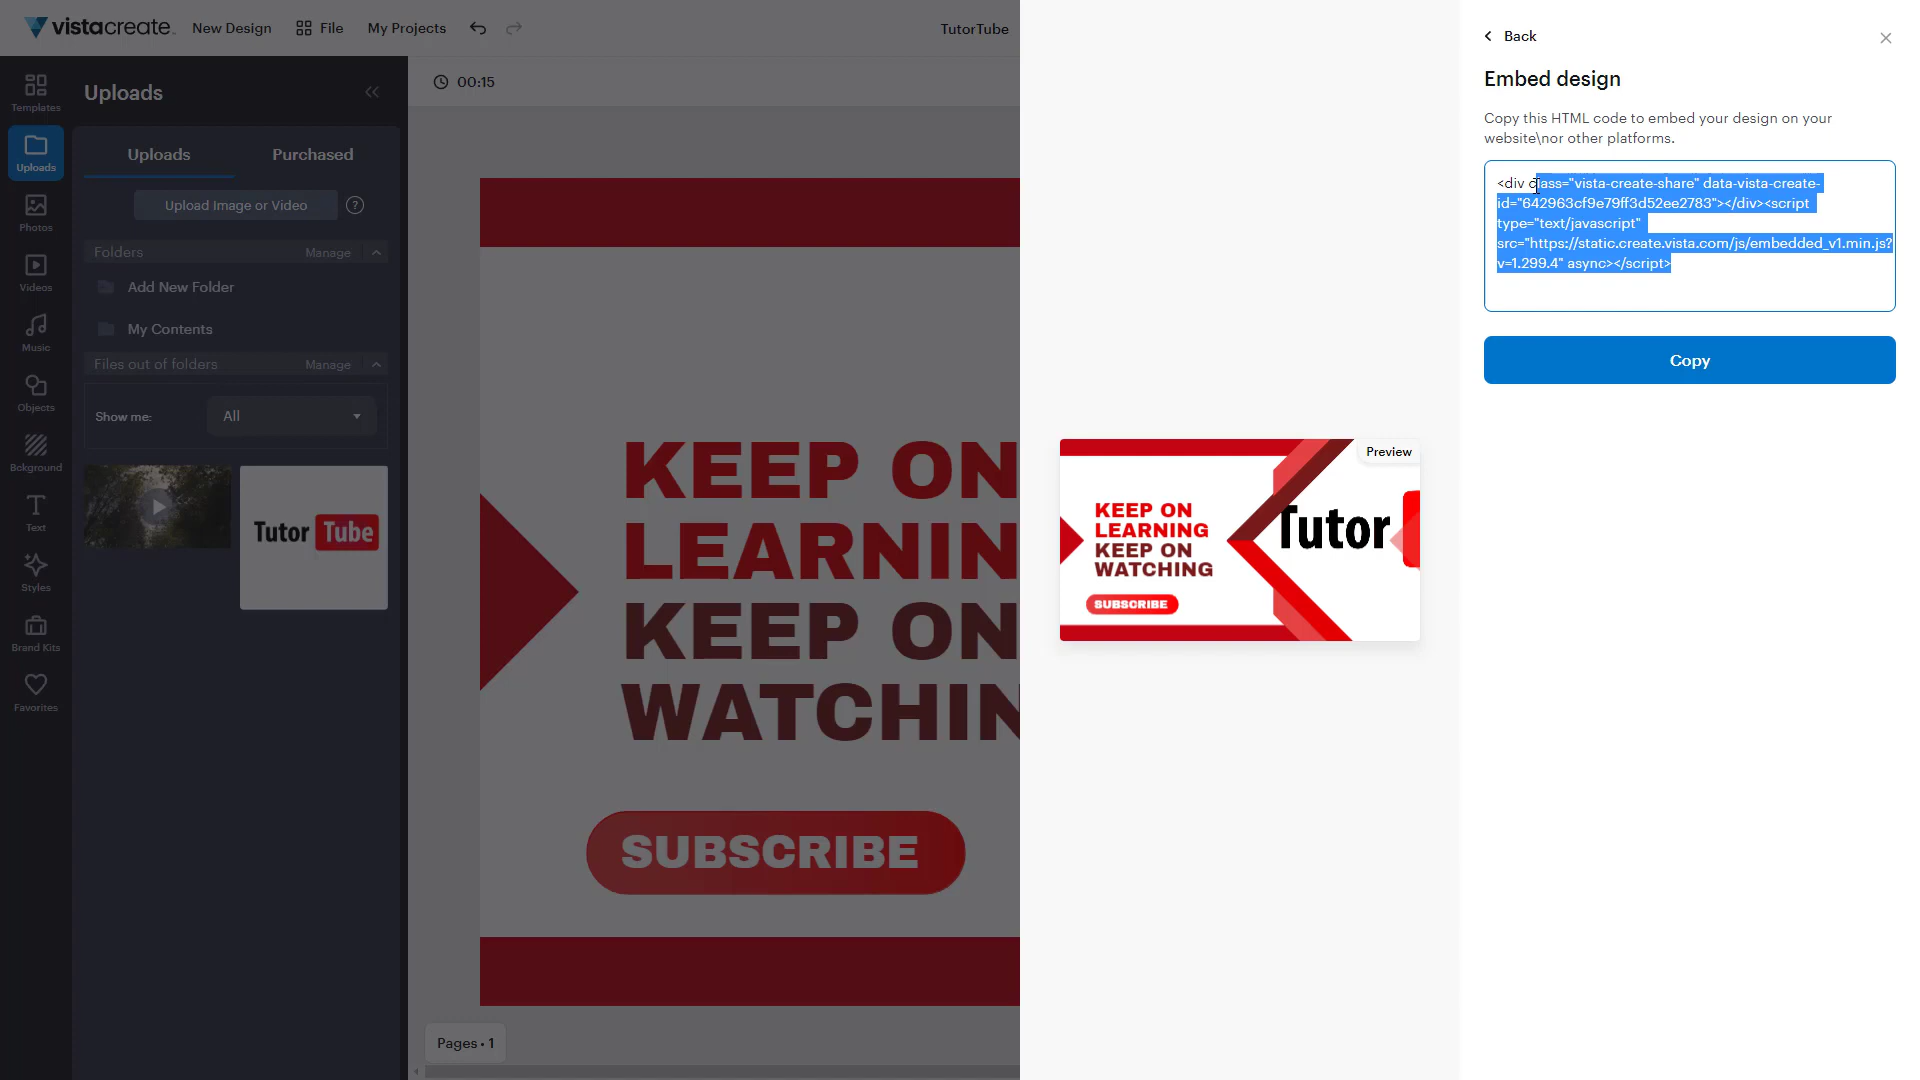 vistacreate
New Design
File
My Projects
TutorTube
Templates
Uploads
Photos
Videos
Music
Objects
Bckground
Text
Styles
Brand Kits
Favorites
Uploads
Uploads
Purchased
Upload Image or Video
?
Folders
Manage
Add New Folder
My Contents
Files out of folders
Manage
Show me:
All
Tutor Tube
00:15
KEEP ON
LEARNIN
KEEP ON
WATCHIN
SUBSCRIBE
Pages • 1
Preview
KEEP ON
LEARNING
KEEP ON
WATCHING
SUBSCRIBE
Tutor
Back
Embed design
Copy this HTML code to embed your design on your
website\nor other platforms.
<div class="vista-create-share" data-vista-create-
id="642963cf9e79ff3d52ee2783"></div><script
type="text/javascript"
src="https://static.create.vista.com/js/embedded_v1.min.js?
v=1.299.4" async></script>
Copy